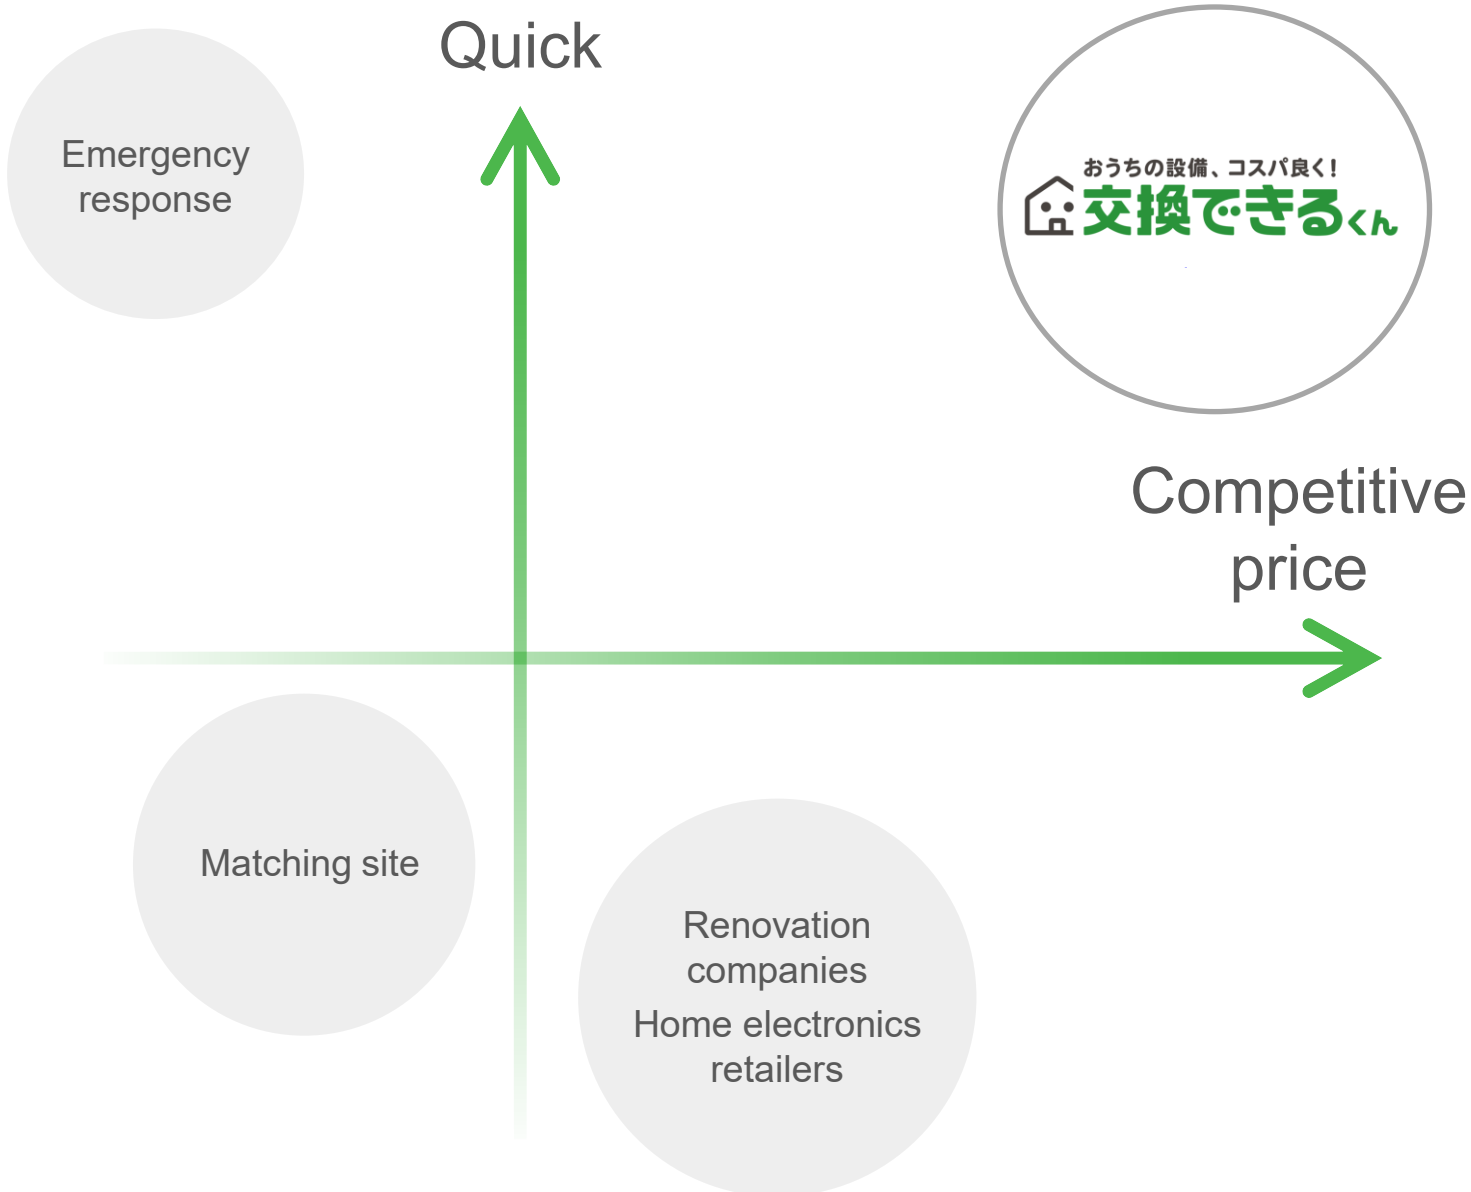 Quick
Emergency
response
おうちの設備、コスパ良く!
交換できるくん
Competitive
price
Matching site
Renovation
companies
Home electronics
retailers